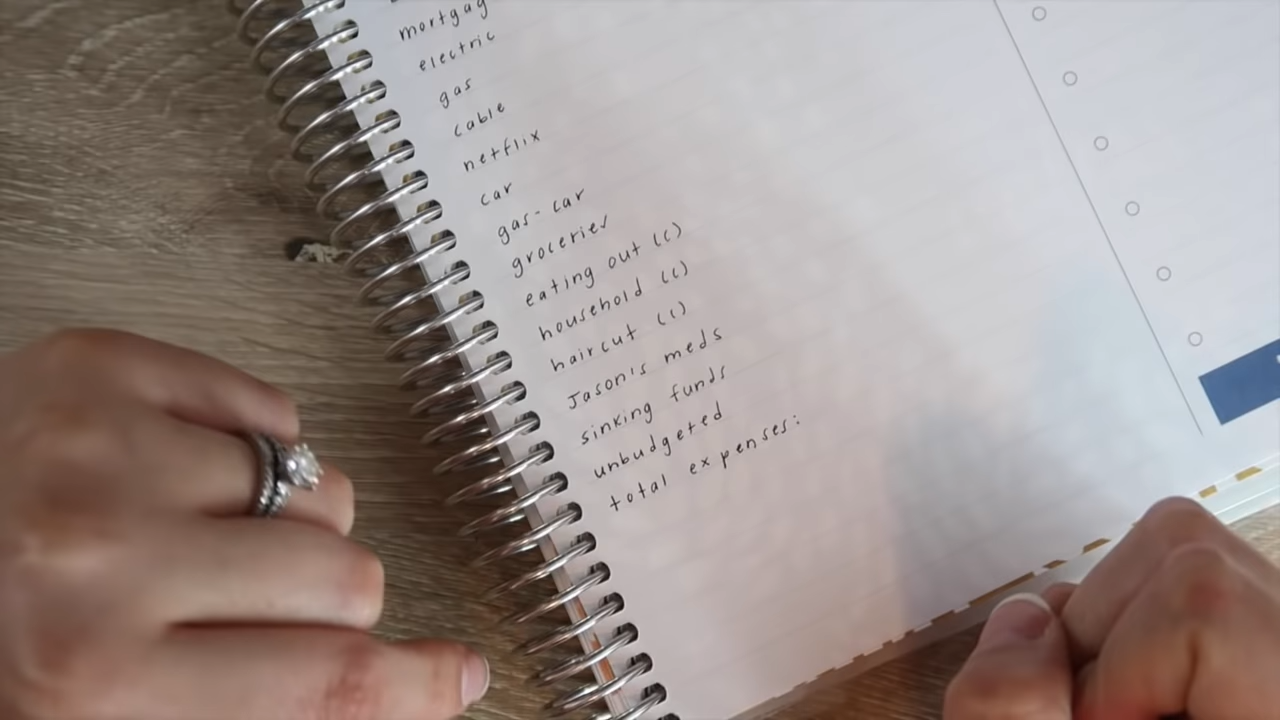 mortgag
electric
gas
cable
netflix
car
gas-car
groceries
eating out (c)
household (c)
haircut (c)
Jason's meds
sinking funds
unbudgeted
total expenses: